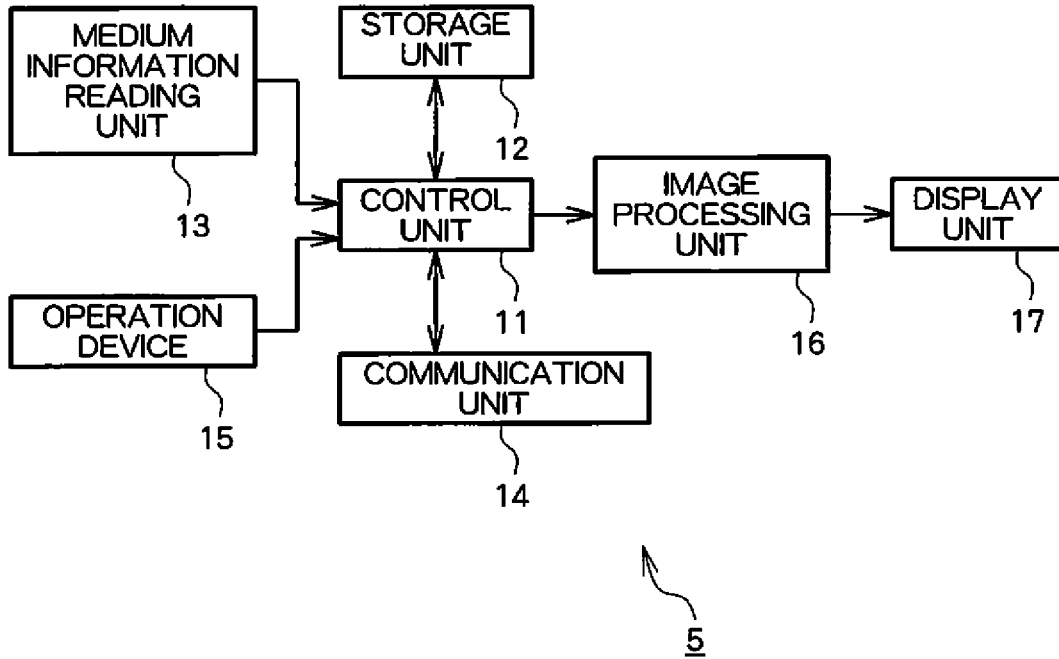 MEDIUM
INFORMATION
READING
UNIT
13
STORAGE
UNIT
12
CONTROL
UNIT
11
IMAGE
PROCESSING
UNIT
16
DISPLAY
UNIT
17
OPERATION
DEVICE
15
COMMUNICATION
UNIT
14
5